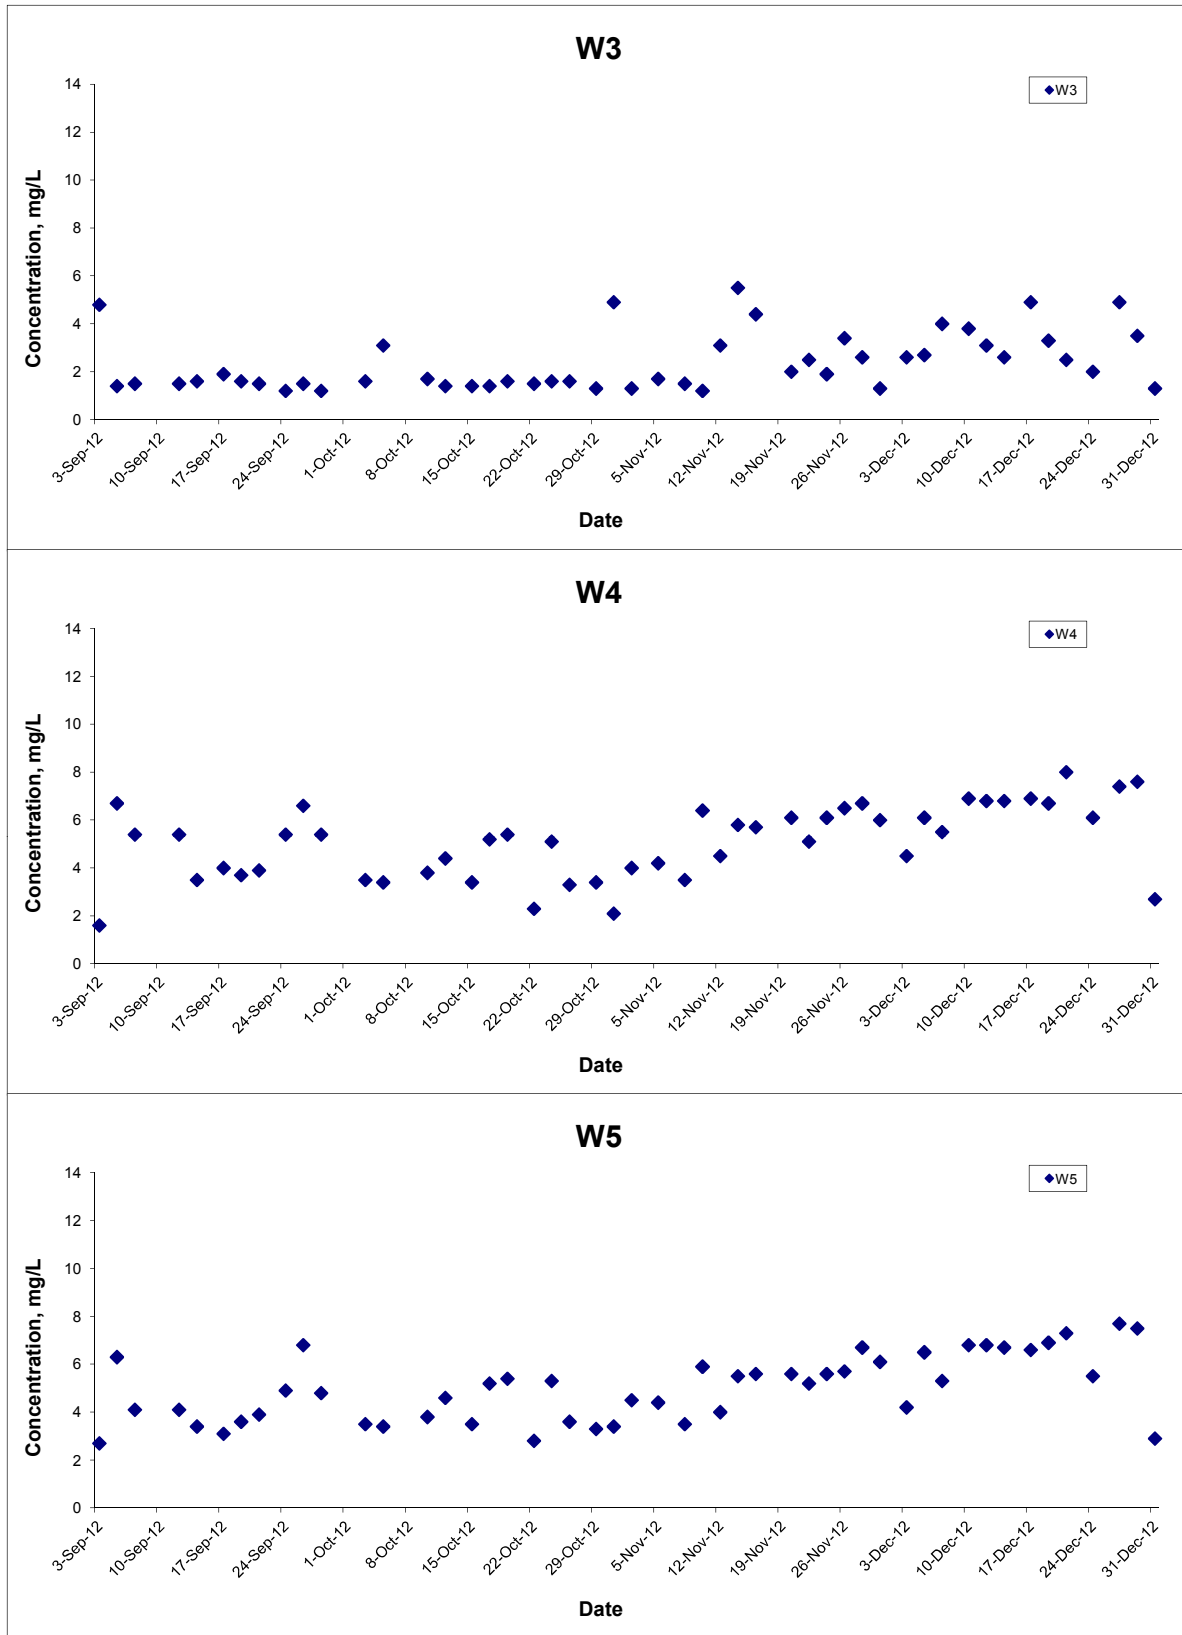 W3
W3
14
12
10
8
6
4
2
0
Concentration, mg/L
3-Sep-12
10-Sep-12
17-Sep-12
24-Sep-12
1-Oct-12
8-Oct-12
15-Oct-12
22-Oct-12
29-Oct-12
5-Nov-12
12-Nov-12
19-Nov-12
26-Nov-12
3-Dec-12
10-Dec-12
17-Dec-12
24-Dec-12
31-Dec-12
Date
W4
W4
14
12
10
8
6
4
2
0
Concentration, mg/L
3-Sep-12
10-Sep-12
17-Sep-12
24-Sep-12
1-Oct-12
8-Oct-12
15-Oct-12
22-Oct-12
29-Oct-12
5-Nov-12
12-Nov-12
19-Nov-12
26-Nov-12
3-Dec-12
10-Dec-12
17-Dec-12
24-Dec-12
31-Dec-12
Date
W5
W5
14
12
10
8
6
4
2
0
Concentration, mg/L
3-Sep-12
10-Sep-12
17-Sep-12
24-Sep-12
1-Oct-12
8-Oct-12
15-Oct-12
22-Oct-12
29-Oct-12
5-Nov-12
12-Nov-12
19-Nov-12
26-Nov-12
3-Dec-12
10-Dec-12
17-Dec-12
24-Dec-12
31-Dec-12
Date